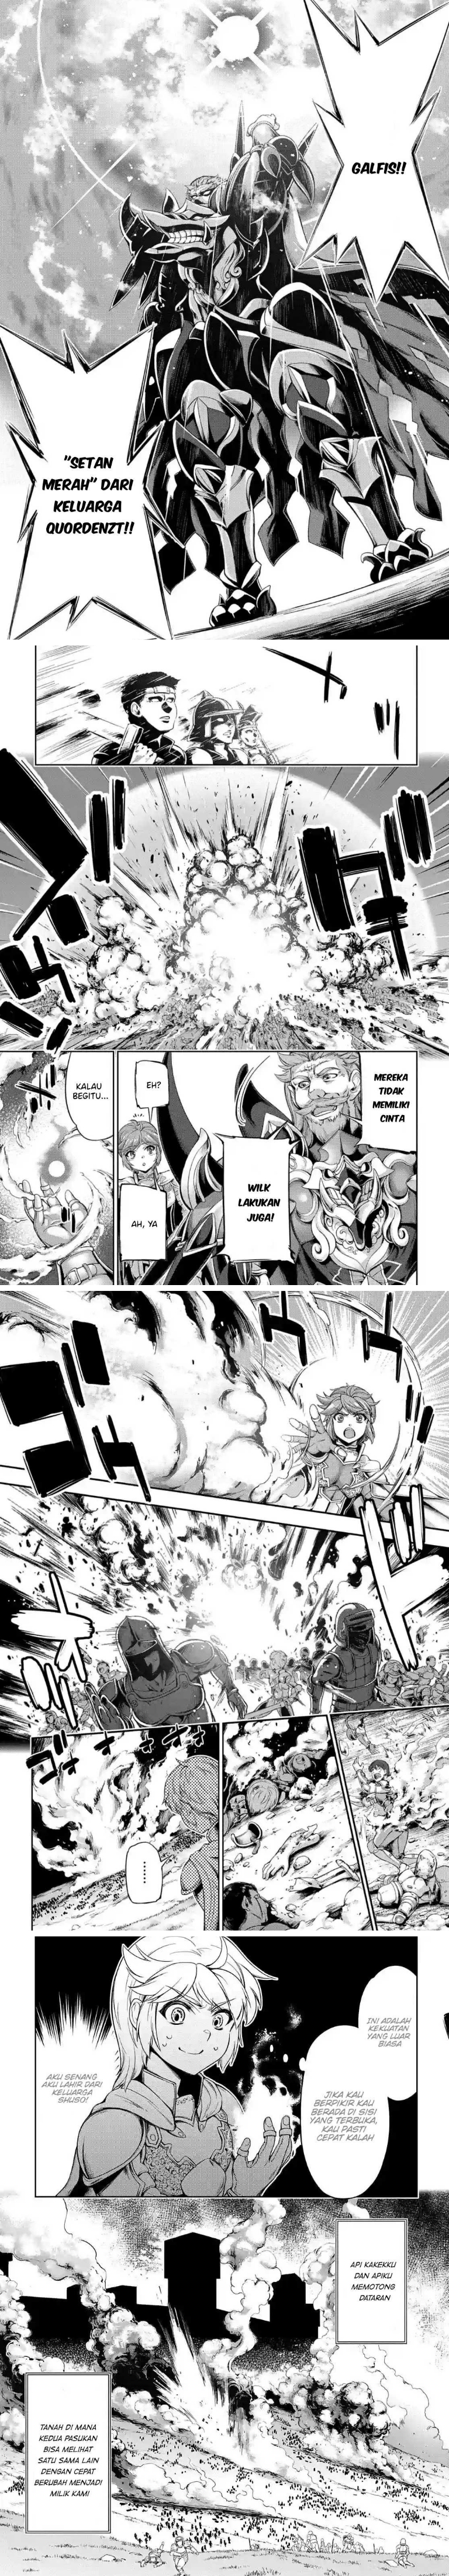 GALFIS!!
"SETAN
MERAH" DARI
KELUARGA
QUORDENZT!!
MEREKA
TIDAK
MEMILIKI
CINTA
WILK
LAKUKAN
JUGA!
EH?
AH, YA
KALAU
BEGITU...
INI ADALAH
KEKUATAN
YANG LUAR
BIASA
JIKA KAU
BERPIKIR KAU
BERADA DI SISI
YANG TERBUKA,
KAU PASTI
CEPAT KALAH
AKU SENANG
AKU LAHIR DARI
KELUARGA
SHUSO!
API KAKEKKU
DAN APIKU
MEMOTONG
DATARAN
TANAH DI MANA
KEDUA PASUKAN
BISA MELIHAT
SATU SAMA LAIN
DENGAN CEPAT
BERUBAH MENJADI
MILIK KAMI